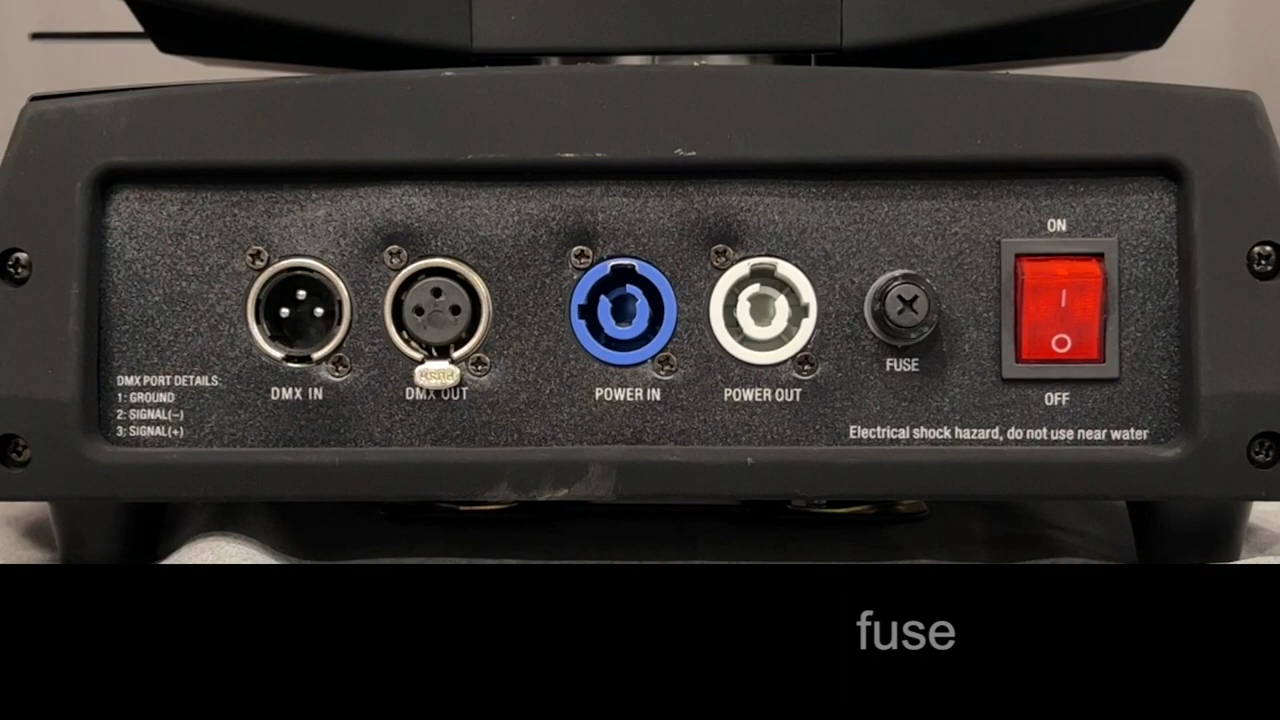 ON
DMX PORT DETAILS:
1: GROUND
2: SIGNAL(-)
3: SIGNAL(+)
DMX IN
PUSH
DMX OUT
POWER IN
POWER OUT
FUSE
I
O
OFF
Electrical shock hazard, do not use near water
fuse